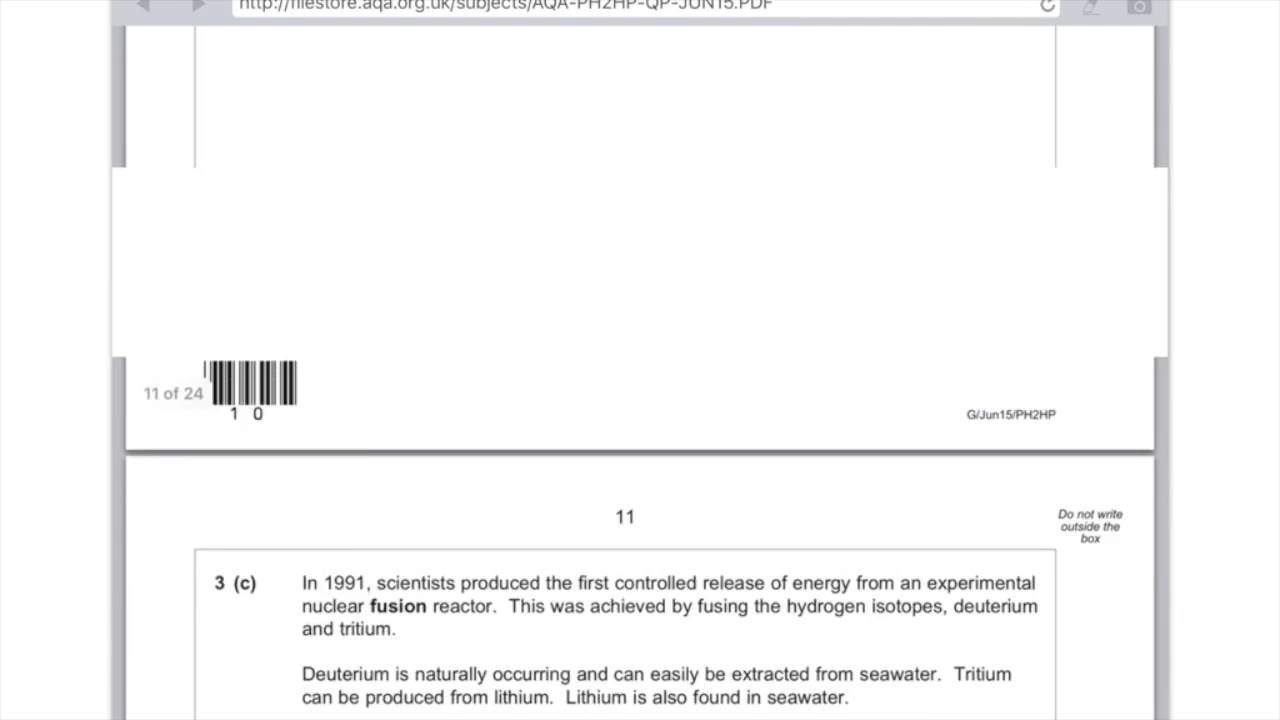 http://filestore.aqa.org.uk/subjects/AQA-PH2HP-QP-JUN15.PDF
11 of 24
1 0
G/Jun15/PH2HP
11
Do not write
outside the
box
3 (c) In 1991, scientists produced the first controlled release of energy from an experimental
nuclear fusion reactor. This was achieved by fusing the hydrogen isotopes, deuterium
and tritium.
Deuterium is naturally occurring and can easily be extracted from seawater. Tritium
can be produced from lithium. Lithium is also found in seawater.